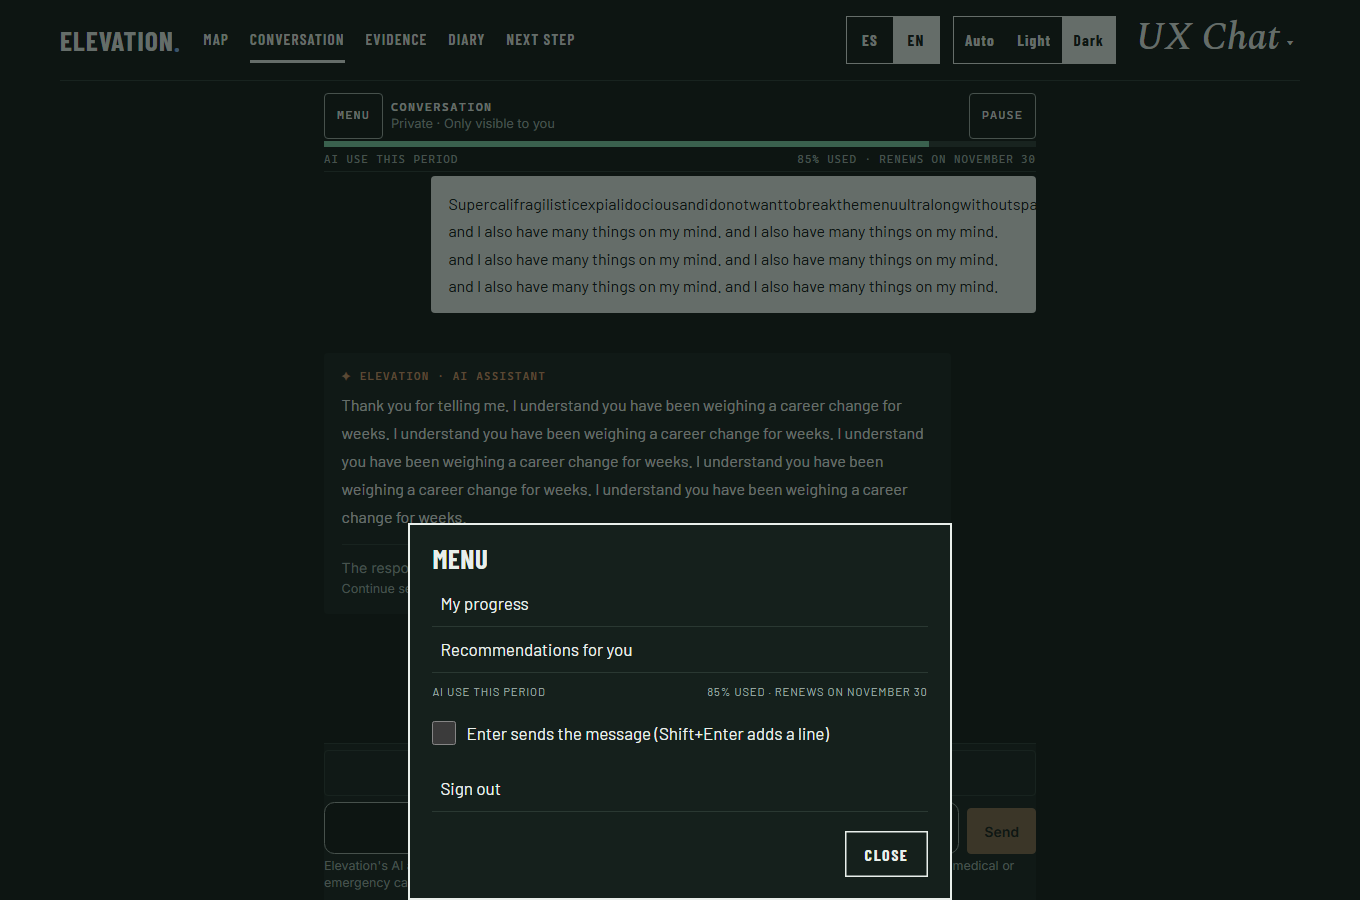 ELEVATION. MAP CONVERSATION EVIDENCE DIARY NEXT STEP ES EN Auto Light Dark UX Chat
MENU CONVERSATION PAUSE
Private · Only visible to you
AI USE THIS PERIOD 85% USED · RENEWS ON NOVEMBER 30
Supercalifragilisticexpialidociousandidonotwanttobreakthemenuultralongwithoutspa
and I also have many things on my mind. and I also have many things on my mind.
and I also have many things on my mind. and I also have many things on my mind.
and I also have many things on my mind. and I also have many things on my mind.
✦ ELEVATION · AI ASSISTANT
Thank you for telling me. I understand you have been weighing a career change for
weeks. I understand you have been weighing a career change for weeks. I understand
you have been weighing a career change for weeks. I understand you have been
weighing a career change for weeks. I understand you have been weighing a career
change for weeks.
The respo
Continue se
MENU
My progress
Recommendations for you
AI USE THIS PERIOD 85% USED · RENEWS ON NOVEMBER 30
Enter sends the message (Shift+Enter adds a line)
Sign out
CLOSE
Send
Elevation's AI medical or
emergency ca